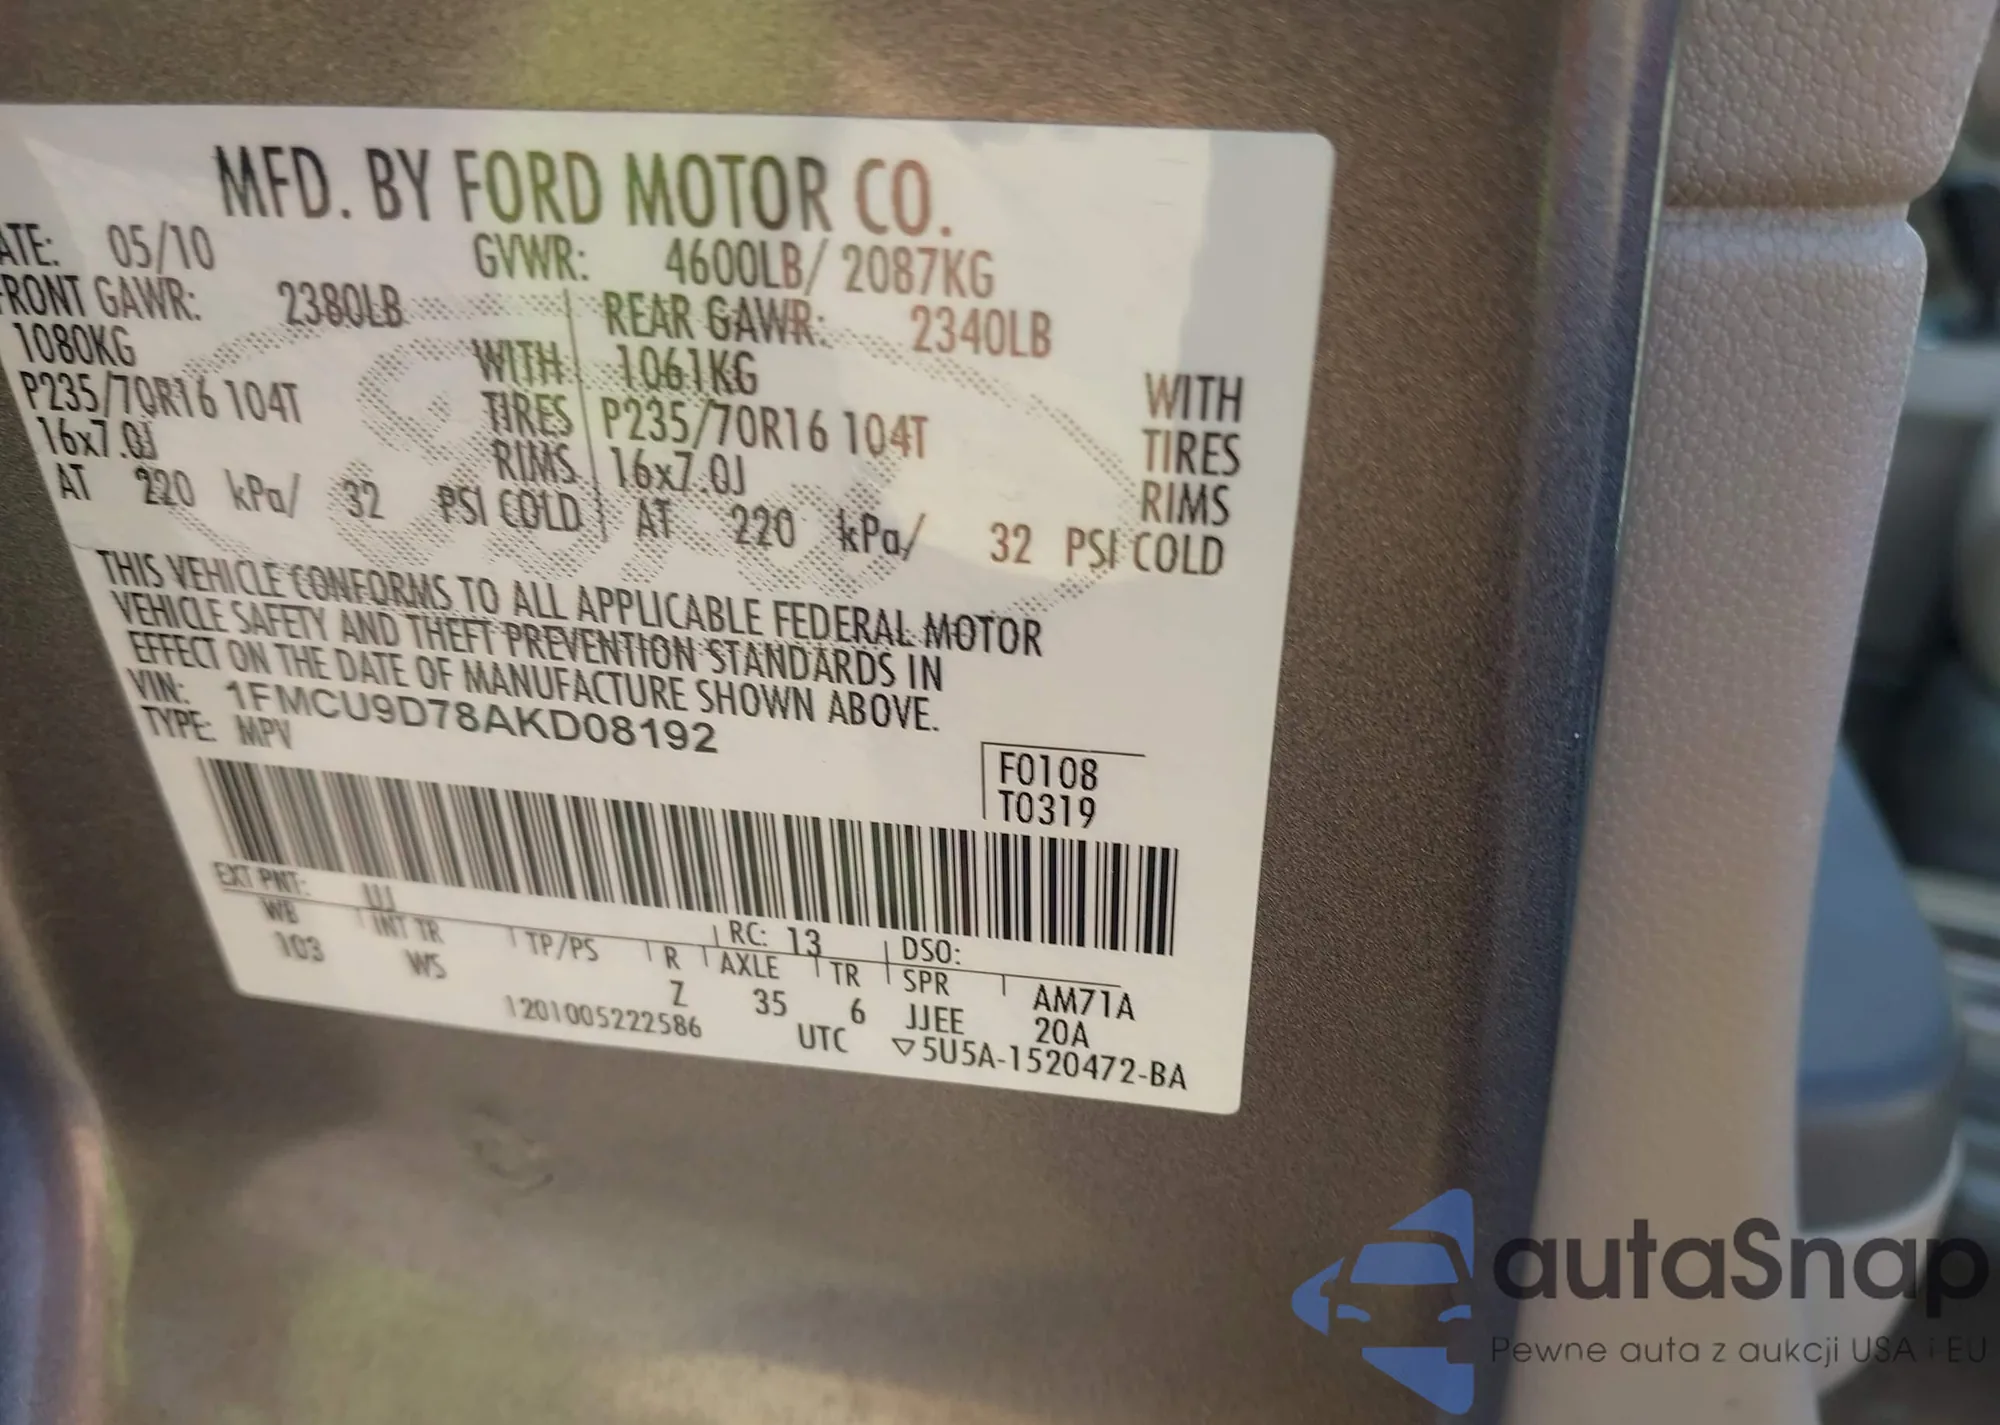 MFD. BY FORD MOTOR CO.
ATE: 05/10 GVWR: 4600LB/ 2087KG
FRONT GAWR: 2380LB REAR GAWR: 2340LB
1080KG WITH 1061KG WITH
P235/70R16 104T TIRES P235/70R16 104T TIRES
16x7.0J RIMS 16x7.0J RIMS
AT 220 kPa/ 32 PSI COLD AT 220 kPa/ 32 PSI COLD
THIS VEHICLE CONFORMS TO ALL APPLICABLE FEDERAL MOTOR
VEHICLE SAFETY AND THEFT PREVENTION STANDARDS IN
EFFECT ON THE DATE OF MANUFACTURE SHOWN ABOVE.
VIN: 1FMCU9D78AKD08192
TYPE: MPV
F0108
T0319
EXT PNT: UJ RC: 13 DSO:
WB INT TR TP/PS R AXLE TR SPR AM71A
103 WS Z 35 6 JJEE 20A
1201005222586 UTC ▽5U5A-1520472-BA
autaSnap
Pewne auta z aukcji USA i EU